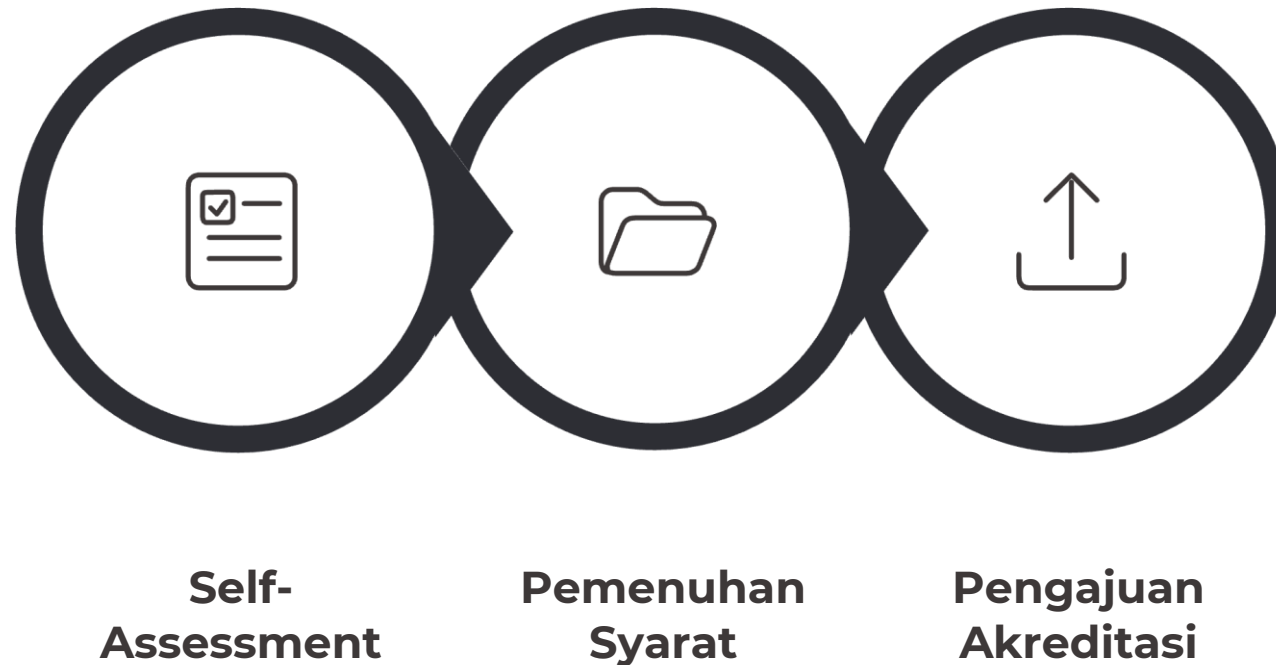 Self-
Assessment
Pemenuhan
Syarat
Pengajuan
Akreditasi